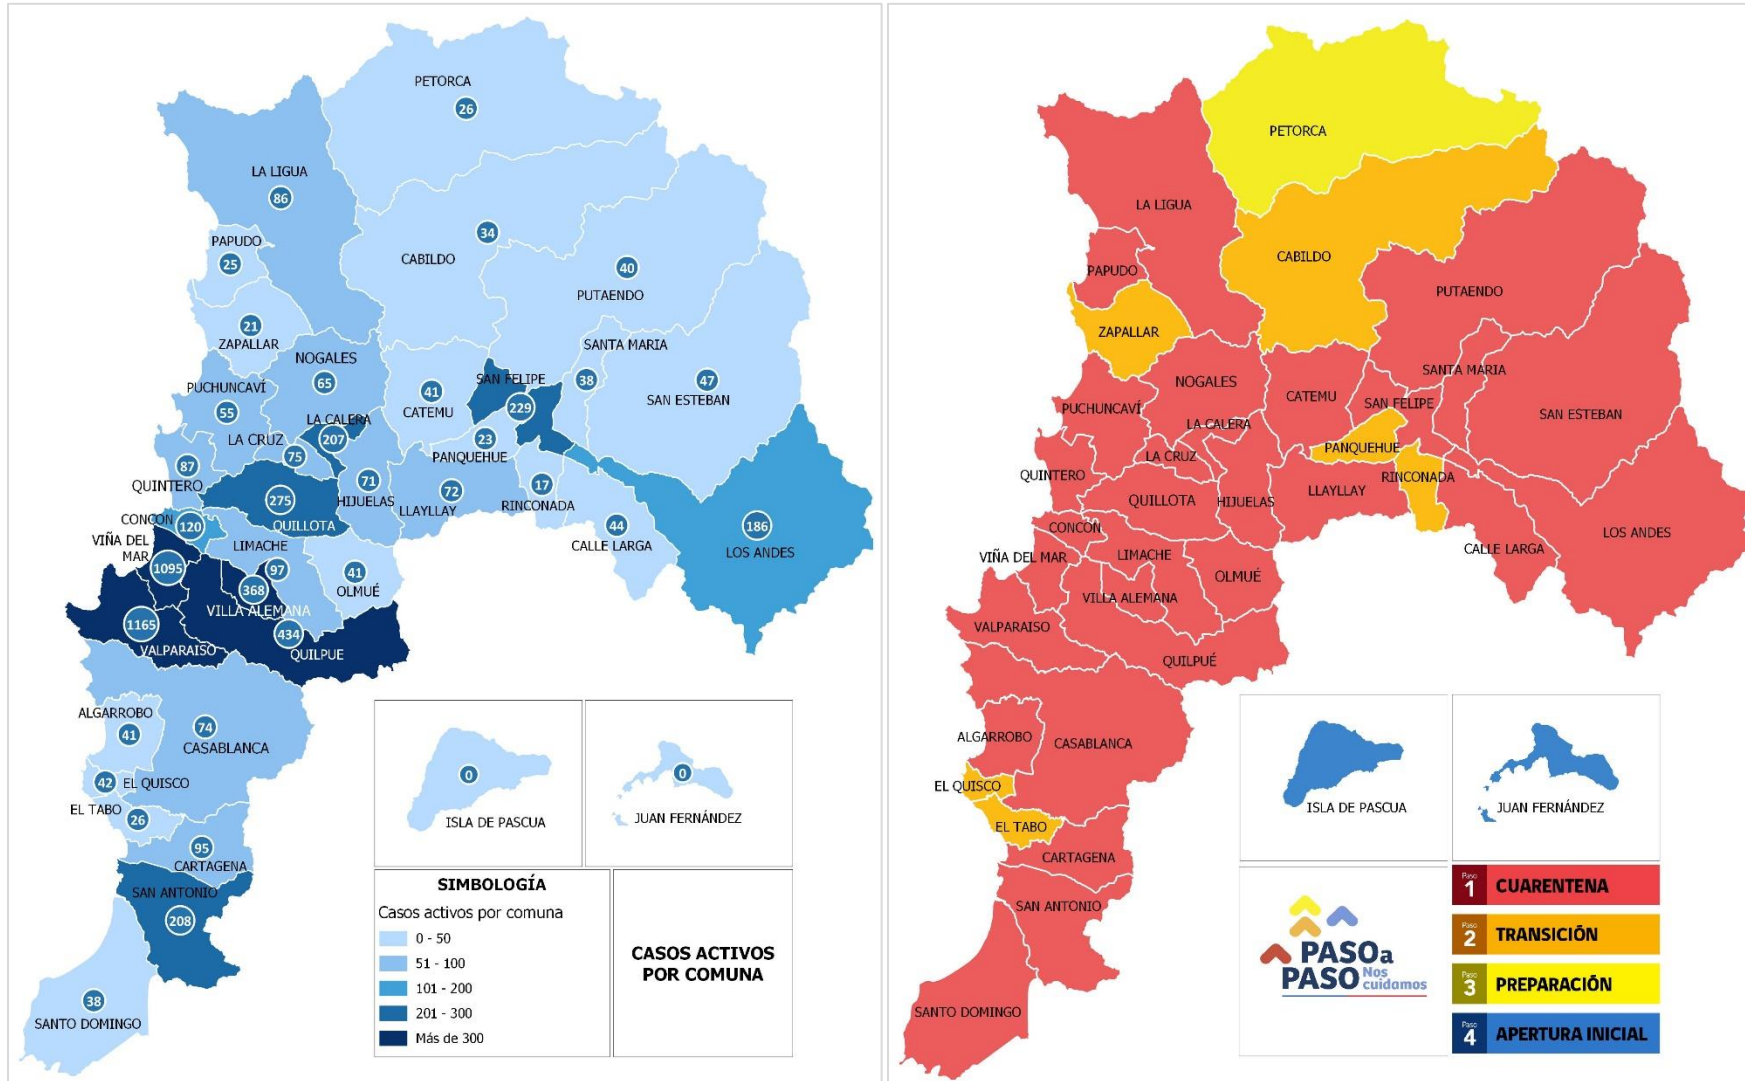 PETORCA
26
LA LIGUA
86
PAPUDO
25
34
CABILDO
40
PUTAENDO
21
ZAPALLAR
SANTA MARIA
38
47
SAN ESTEBAN
NOGALES
65
PUCHUNCAVÍ
55
41
CATEMU
SAN FELIPE
229
LA CALERA
207
LA CRUZ
75
23
PANQUEHUE
87
QUINTERO
71
HIJUELAS
72
LLAYLLAY
17
RINCONADA
275
QUILLOTA
44
CALLE LARGA
186
LOS ANDES
CONCON
120
VIÑA DEL
MAR
1095
LIMACHE
97
41
OLMUÉ
368
VILLA ALEMANA
1165
VALPARAISO
434
QUILPUE
ALGARROBO
41
74
CASABLANCA
42
EL QUISCO
EL TABO
26
95
CARTAGENA
SAN ANTONIO
208
38
SANTO DOMINGO
0
ISLA DE PASCUA
0
JUAN FERNÁNDEZ
SIMBOLOGÍA
Casos activos por comuna
0 - 50
51 - 100
101 - 200
201 - 300
Más de 300
CASOS ACTIVOS
POR COMUNA
PETORCA
LA LIGUA
CABILDO
PAPUDO
PUTAENDO
ZAPALLAR
SANTA MARIA
NOGALES
CATEMU
SAN FELIPE
SAN ESTEBAN
PUCHUNCAVÍ
LA CALERA
PANQUEHUE
LA CRUZ
QUINTERO
RINCONADA
LLAYLLAY
QUILLOTA
HIJUELAS
CONCÓN
LOS ANDES
CALLE LARGA
VIÑA DEL MAR
LIMACHE
OLMUÉ
VILLA ALEMANA
VALPARAISO
QUILPUÉ
ALGARROBO
CASABLANCA
EL QUISCO
EL TABO
CARTAGENA
SAN ANTONIO
SANTO DOMINGO
ISLA DE PASCUA
JUAN FERNÁNDEZ
PASO a
PASO Nos
cuidamos
Paso
1 CUARENTENA
Paso
2 TRANSICIÓN
Paso
3 PREPARACIÓN
Paso
4 APERTURA INICIAL